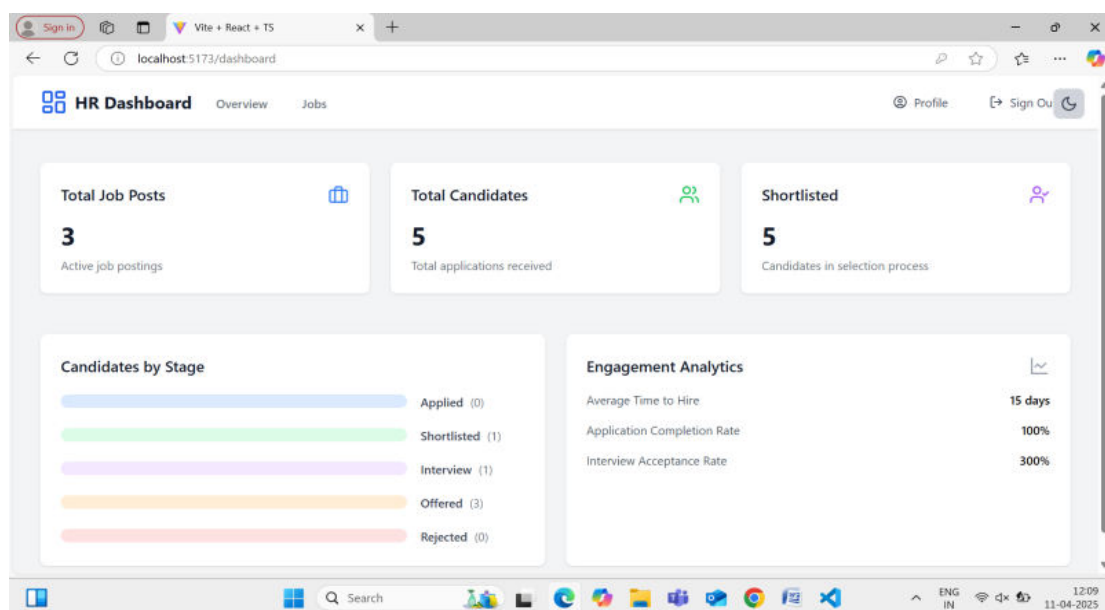 Sign in
Vite + React + TS
localhost:5173/dashboard
HR Dashboard Overview Jobs Profile Sign Ou
Total Job Posts
3
Active job postings
Total Candidates
5
Total applications received
Shortlisted
5
Candidates in selection process
Candidates by Stage
Applied (0)
Shortlisted (1)
Interview (1)
Offered (3)
Rejected (0)
Engagement Analytics
Average Time to Hire 15 days
Application Completion Rate 100%
Interview Acceptance Rate 300%
Search
ENG
IN
12:09
11-04-2025